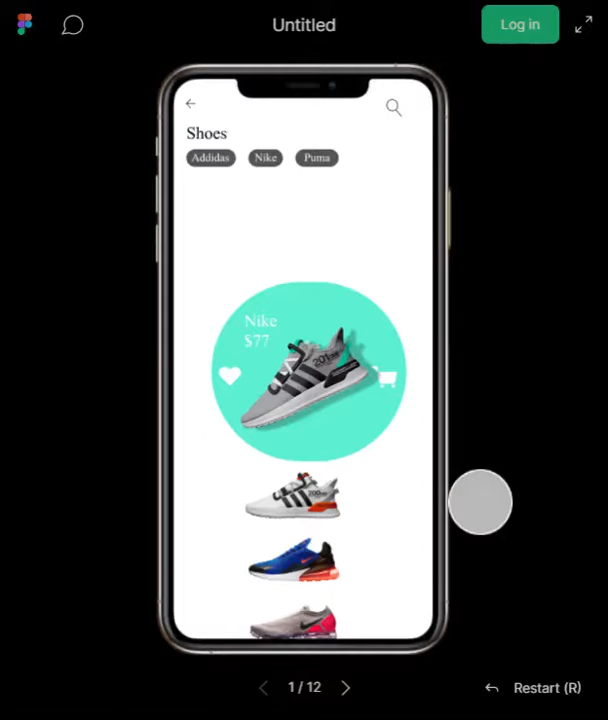 Untitled
Log in
Shoes
Addidas Nike Puma
Nike
$77
1 / 12
Restart (R)